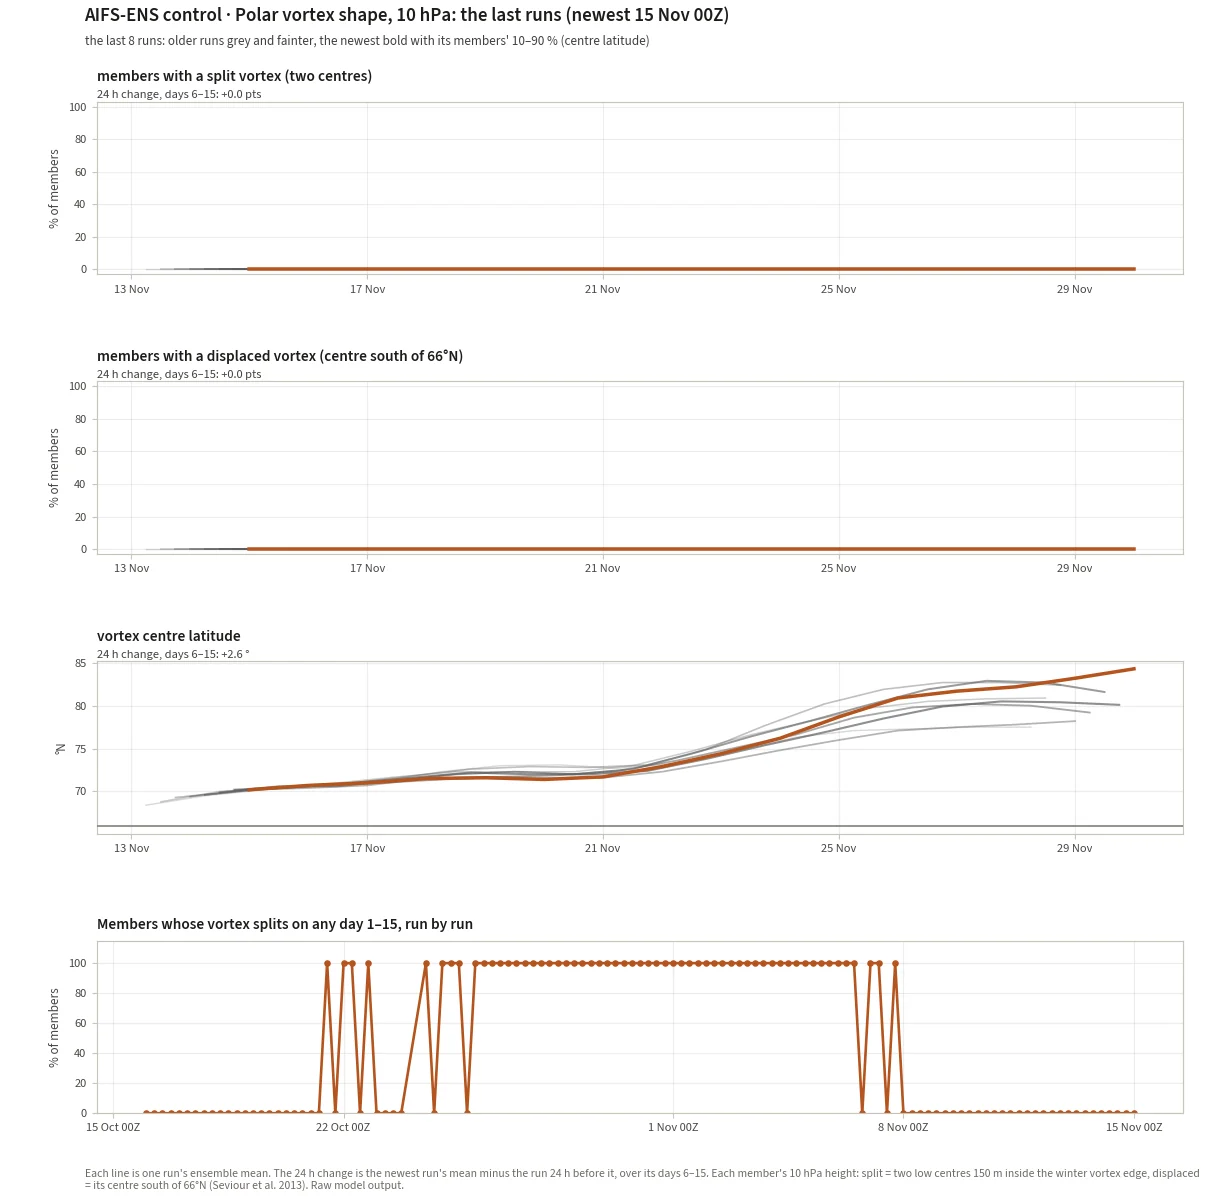 AIFS-ENS control · Polar vortex shape, 10 hPa: the last runs (newest 15 Nov 00Z)
the last 8 runs: older runs grey and fainter, the newest bold with its members' 10–90 % (centre latitude)
members with a split vortex (two centres)
24 h change, days 6–15: +0.0 pts
100
80
60
40
20
0
% of members
13 Nov 17 Nov 21 Nov 25 Nov 29 Nov
members with a displaced vortex (centre south of 66°N)
24 h change, days 6–15: +0.0 pts
100
80
60
40
20
0
% of members
13 Nov 17 Nov 21 Nov 25 Nov 29 Nov
vortex centre latitude
24 h change, days 6–15: +2.6 °
85
80
75
70
°N
13 Nov 17 Nov 21 Nov 25 Nov 29 Nov
Members whose vortex splits on any day 1–15, run by run
100
80
60
40
20
0
% of members
15 Oct 00Z 22 Oct 00Z 1 Nov 00Z 8 Nov 00Z 15 Nov 00Z
Each line is one run's ensemble mean. The 24 h change is the newest run's mean minus the run 24 h before it, over its days 6–15. Each member's 10 hPa height: split = two low centres 150 m inside the winter vortex edge, displaced
= its centre south of 66°N (Seviour et al. 2013). Raw model output.